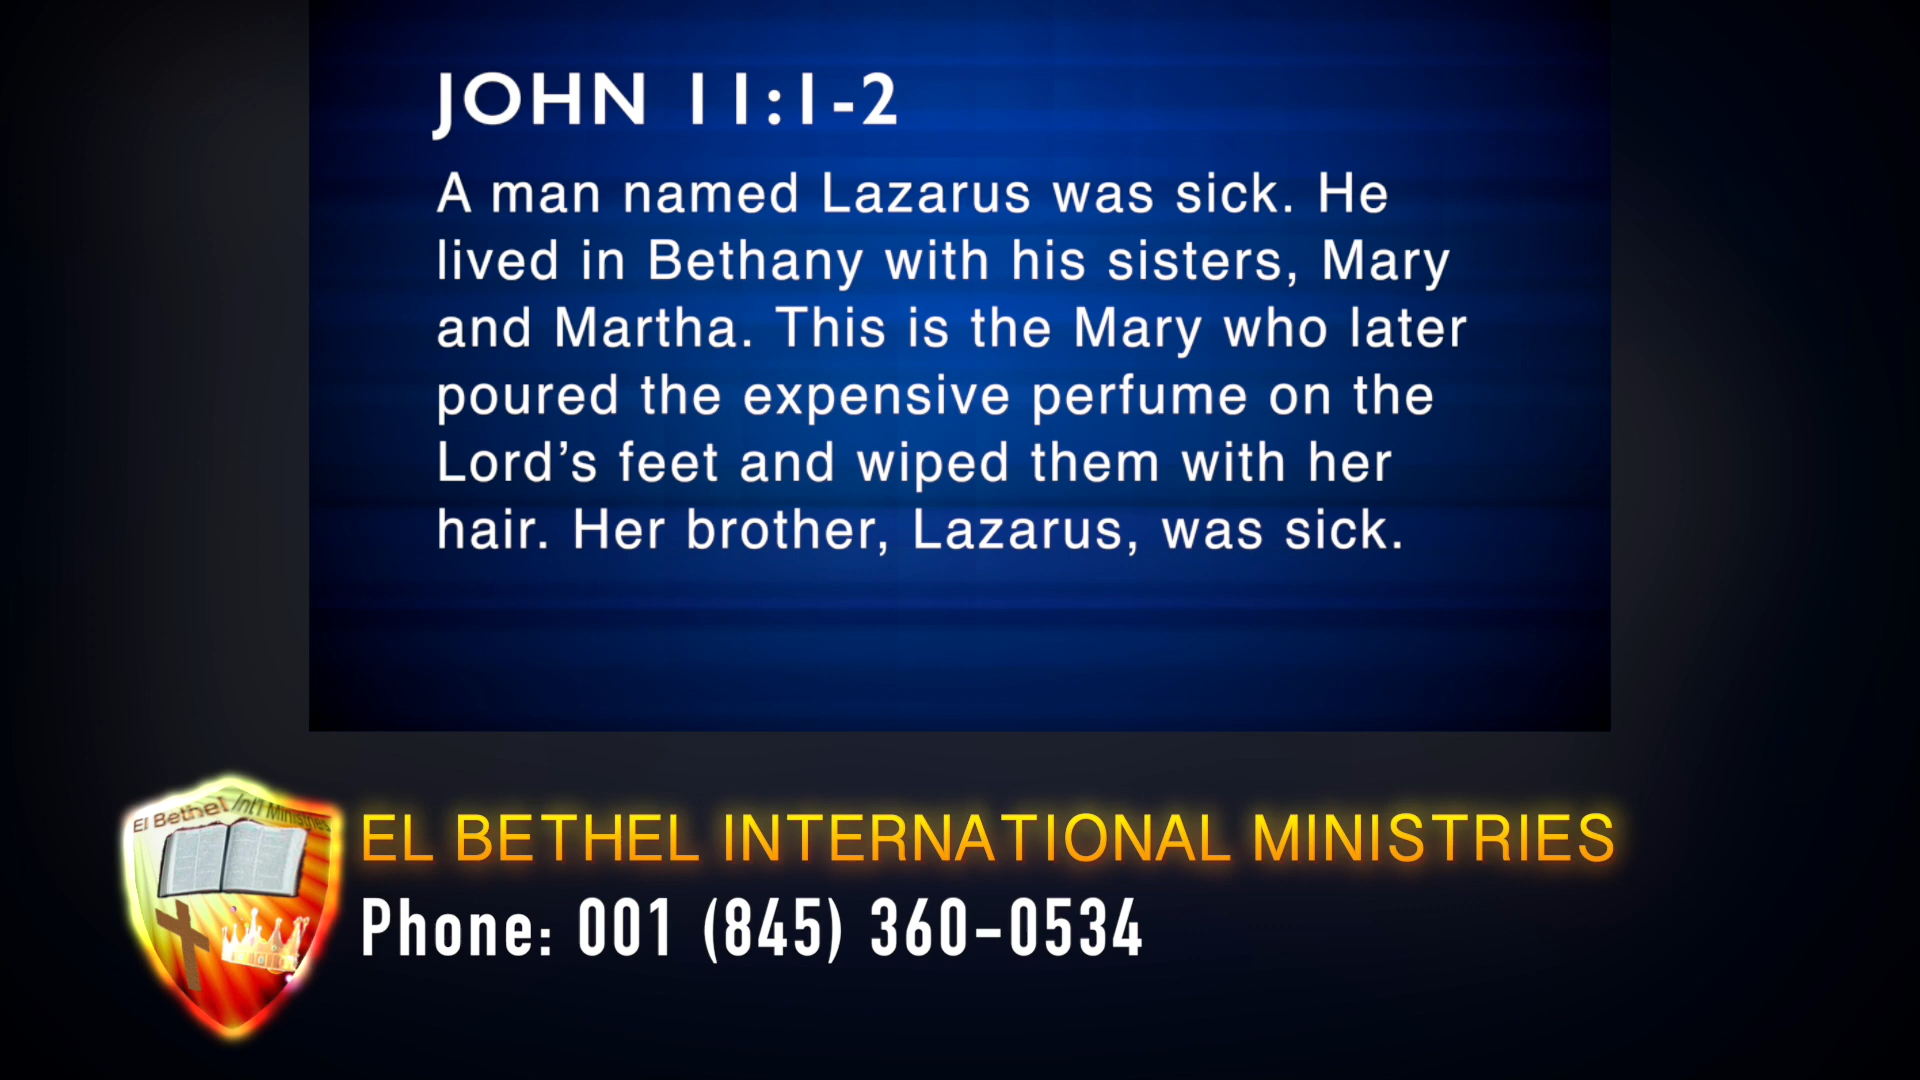 JOHN 11:1-2
A man named Lazarus was sick. He
lived in Bethany with his sisters, Mary
and Martha. This is the Mary who later
poured the expensive perfume on the
Lord’s feet and wiped them with her
hair. Her brother, Lazarus, was sick.
El Bethel Int'l Ministries
EL BETHEL INTERNATIONAL MINISTRIES
Phone: 001 (845) 360-0534